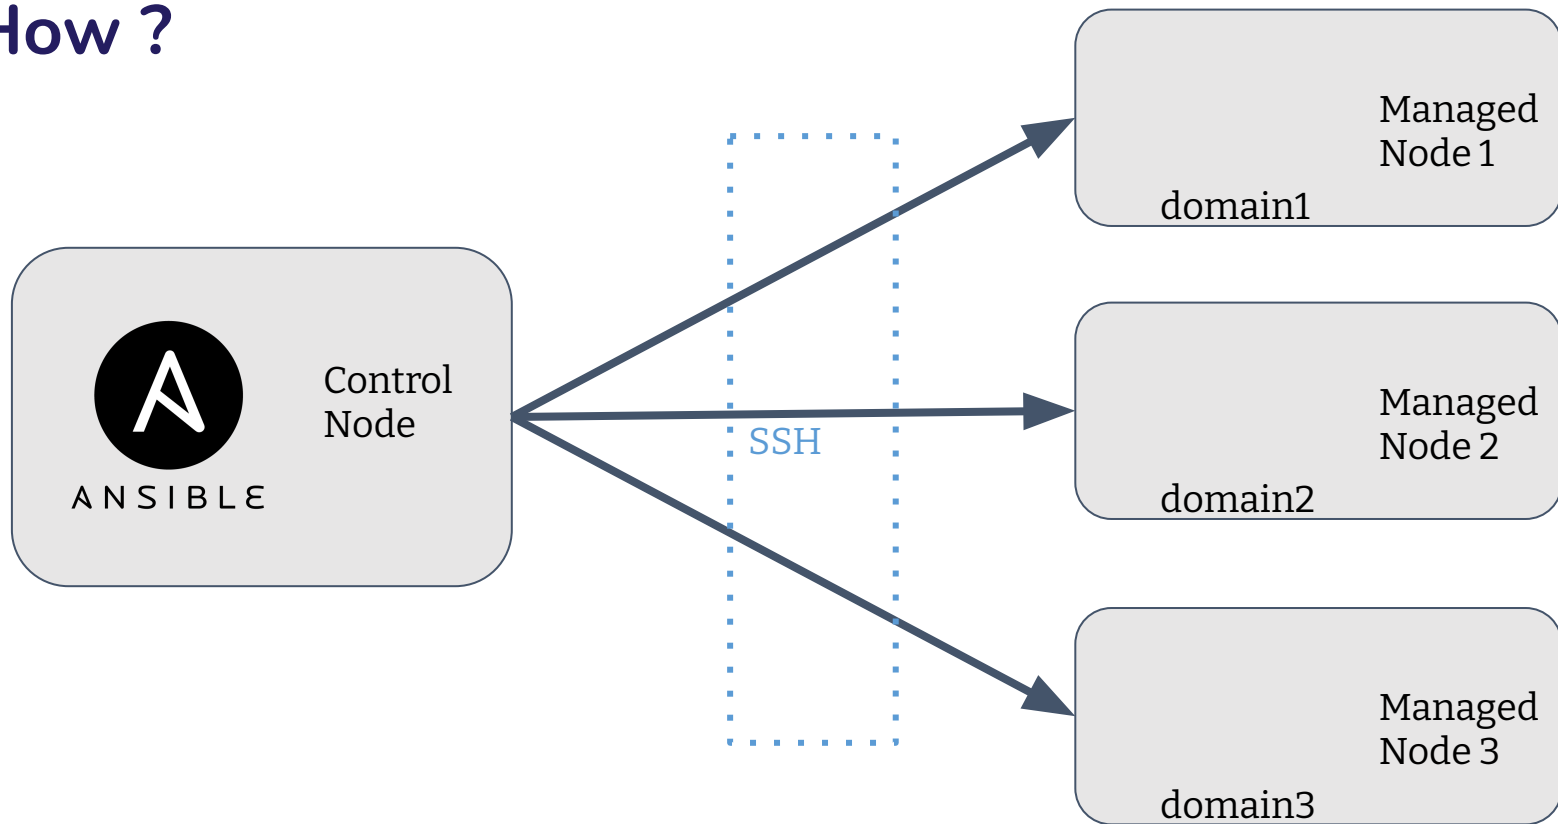 How ?
Managed
Node 1
domain1
Control
Node
ANSIBLE
SSH
Managed
Node 2
domain2
Managed
Node 3
domain3